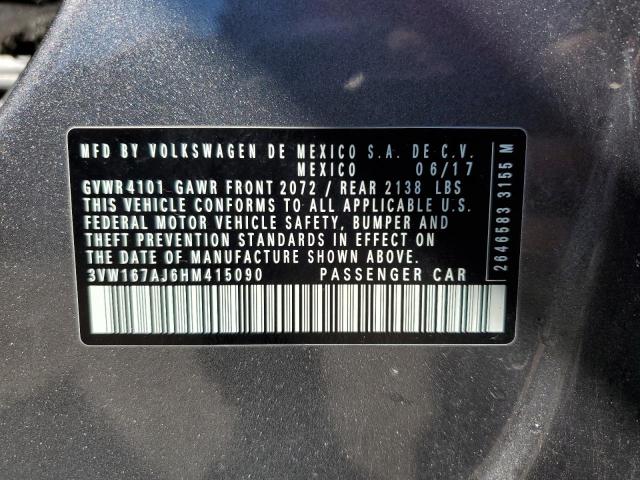 MFD BY VOLKSWAGEN DE MEXICO S.A. DE C.V.
MEXICO 06/17
GVWR4101 GAWR FRONT 2072 / REAR 2138 LBS
THIS VEHICLE CONFORMS TO ALL APPLICABLE U.S.
FEDERAL MOTOR VEHICLE SAFETY, BUMPER AND
THEFT PREVENTION STANDARDS IN EFFECT ON
THE DATE OF MANUFACTURE SHOWN ABOVE
3VW167AJ6HM415090 PASSENGER CAR
2646583 3155 M